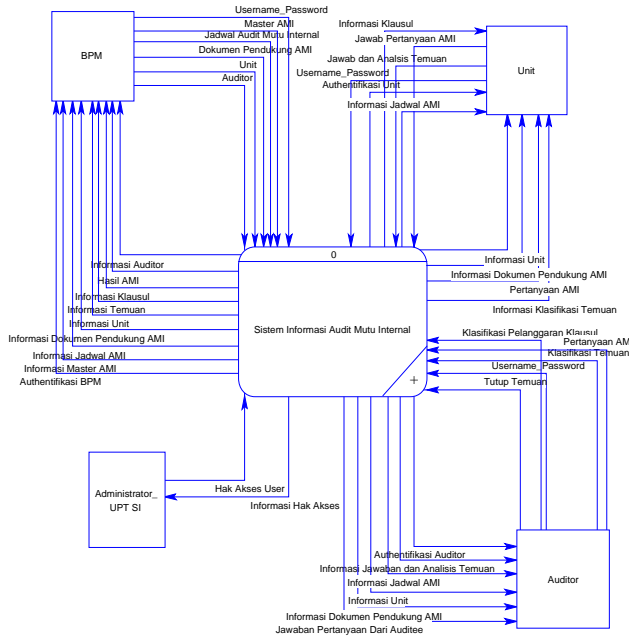 Username_Password
Master AMI
Jadwal Audit Mutu Internal
Dokumen Pendukung AMI
Unit
Auditor
BPM
Informasi Klausul
Jawab Pertanyaan AMI
Jawab dan Analsis Temuan
Username_Password
Authentifikasi Unit
Informasi Jadwal AMI
Unit
0
Sistem Informasi Audit Mutu Internal
+
Informasi Auditor
Hasil AMI
Informasi Klausul
Informasi Temuan
Informasi Unit
Informasi Dokumen Pendukung AMI
Informasi Jadwal AMI
Informasi Master AMI
Authentifikasi BPM
Informasi Unit
Informasi Dokumen Pendukung AMI
Pertanyaan AMI
Informasi Klasifikasi Temuan
Klasifikasi Pelanggaran Klausul
Pertanyaan AM
Klasifikasi Temuan
Username_Password
Tutup Temuan
Administrator_
UPT SI
Hak Akses User
Informasi Hak Akses
Authentifikasi Auditor
Informasi Jawaban dan Analisis Temuan
Informasi Jadwal AMI
Informasi Unit
Informasi Dokumen Pendukung AMI
Jawaban Pertanyaan Dari Auditee
Auditor